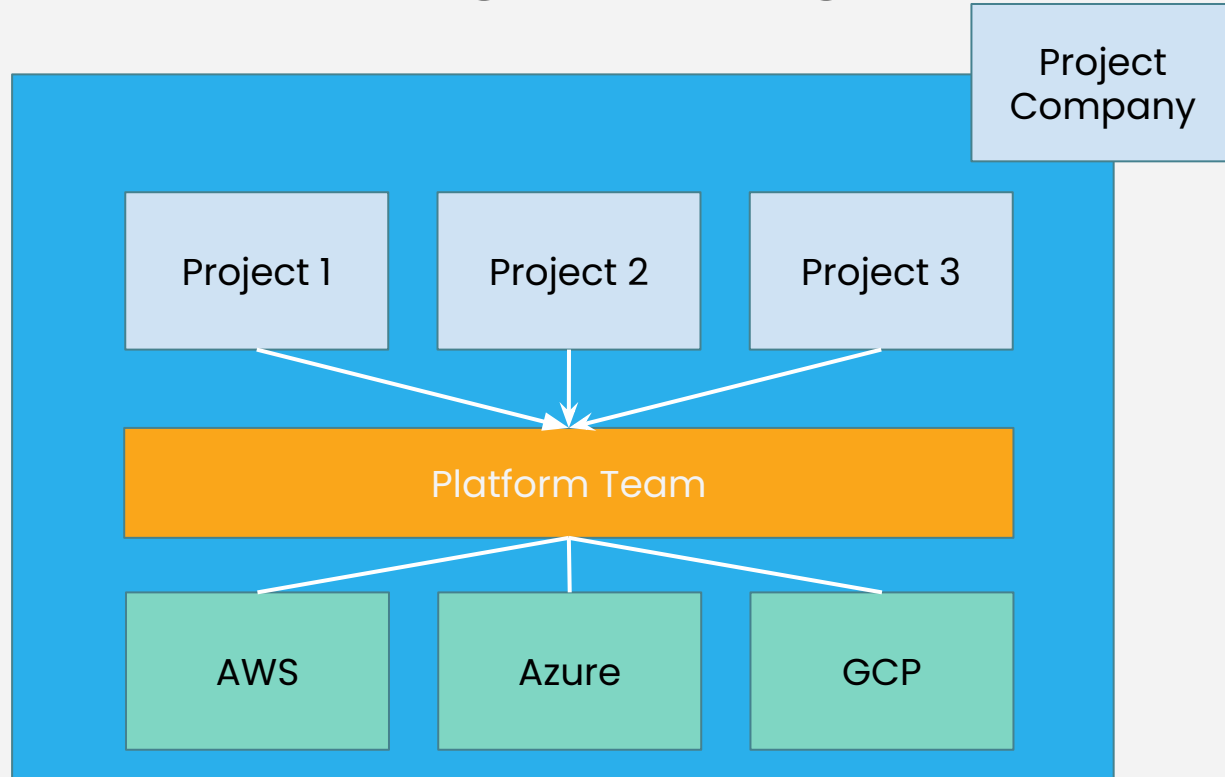 Project
Company
Project 1
Project 2
Project 3
Platform Team
AWS
Azure
GCP